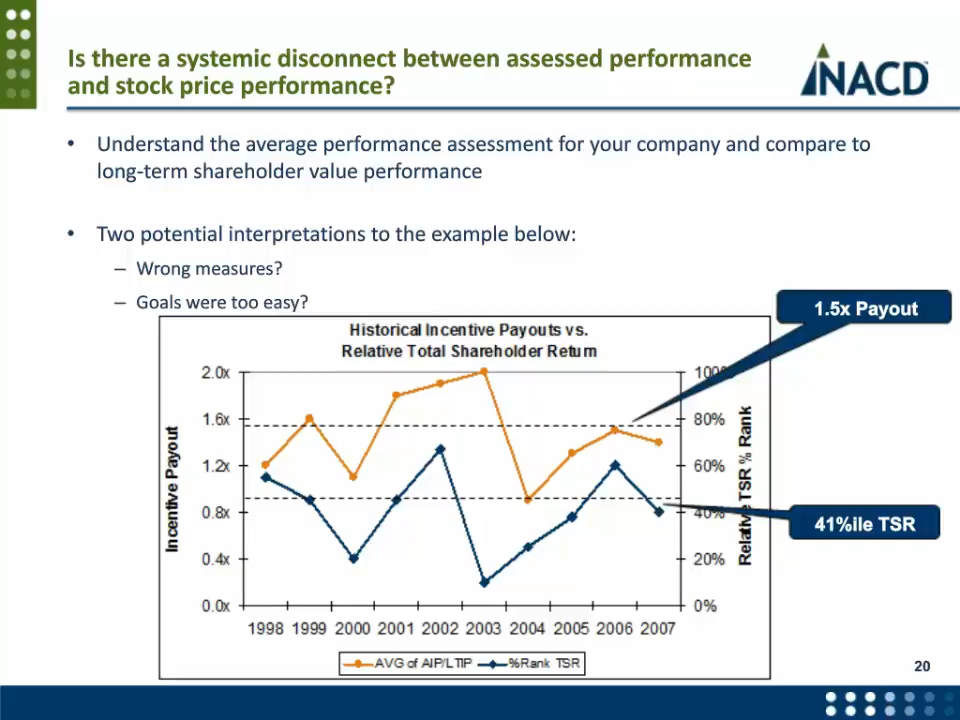 Is there a systemic disconnect between assessed performance
and stock price performance?
NACD™
• Understand the average performance assessment for your company and compare to
long-term shareholder value performance
• Two potential interpretations to the example below:
– Wrong measures?
– Goals were too easy?
1.5x Payout
Historical Incentive Payouts vs.
Relative Total Shareholder Return
2.0x
1.6x
1.2x
0.8x
0.4x
0.0x
Incentive Payout
100%
80%
60%
40%
20%
0%
Relative TSR % Rank
41%ile TSR
1998 1999 2000 2001 2002 2003 2004 2005 2006 2007
AVG of AIP/LTIP %Rank TSR
20